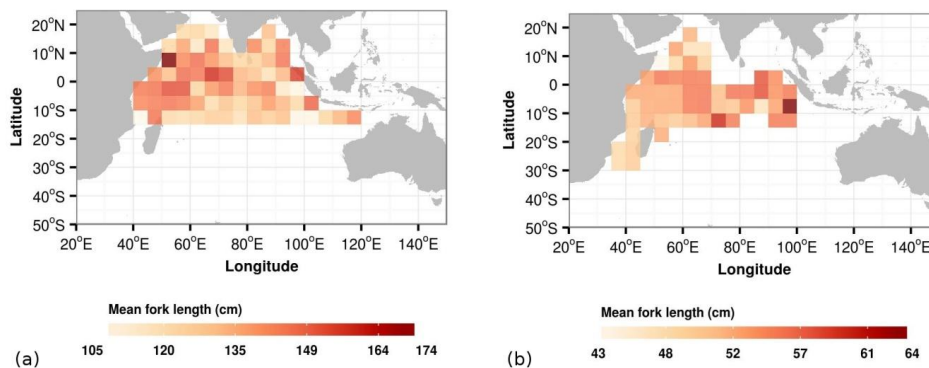 20°N
10°N
0
10°S
20°S
30°S
40°S
50°S
Latitude
20°E 40°E 60°E 80°E 100°E 120°E 140°E
Longitude
Mean fork length (cm)
105 120 135 149 164 174
(a)
20°N
10°N
0
10°S
20°S
30°S
40°S
50°S
Latitude
20°E 40°E 60°E 80°E 100°E 120°E 140°E
Longitude
Mean fork length (cm)
43 48 52 57 61 64
(b)